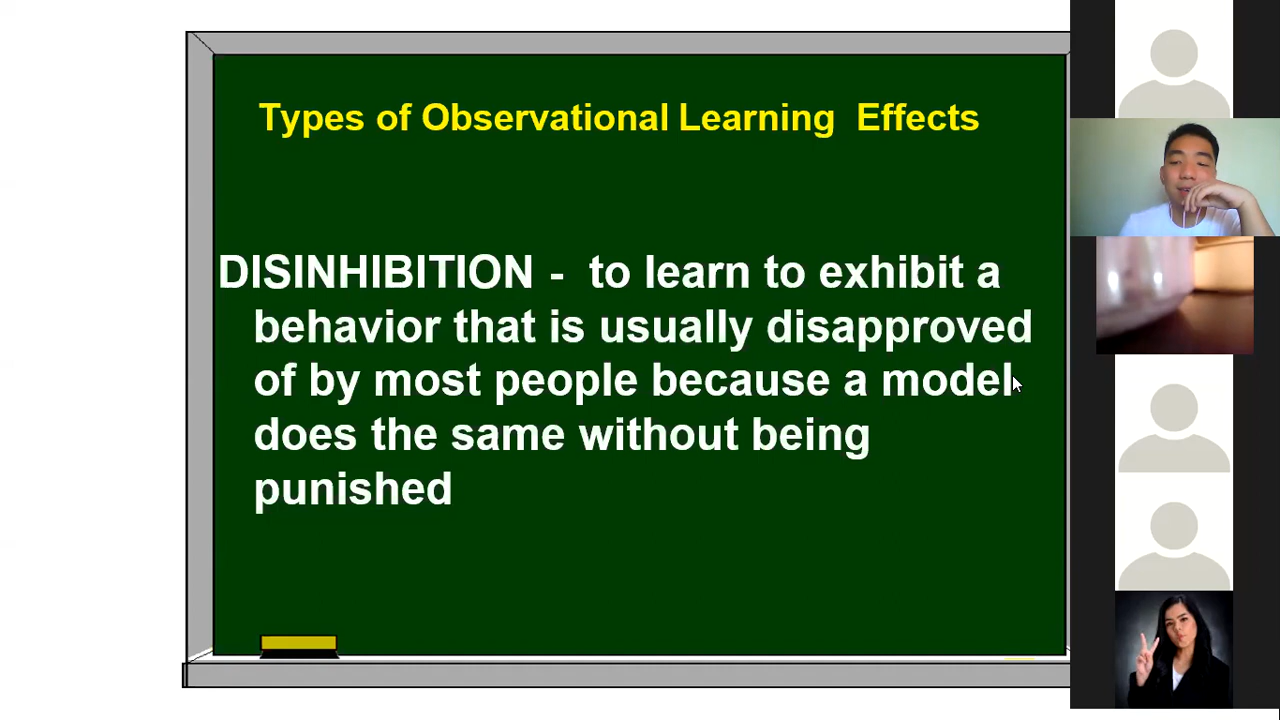 Types of Observational Learning Effects
DISINHIBITION - to learn to exhibit a
behavior that is usually disapproved
of by most people because a model
does the same without being
punished